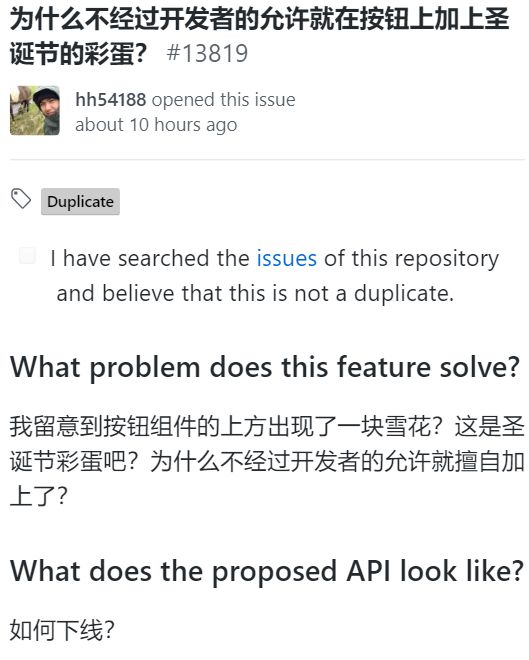 为什么不经过开发者的允许就在按钮上加上圣
诞节的彩蛋？ #13819
hh54188 opened this issue
about 10 hours ago
Duplicate
I have searched the issues of this repository
and believe that this is not a duplicate.
What problem does this feature solve?
我留意到按钮组件的上方出现了一块雪花？这是圣
诞节彩蛋吧？为什么不经过开发者的允许就擅自加
上了？
What does the proposed API look like?
如何下线？